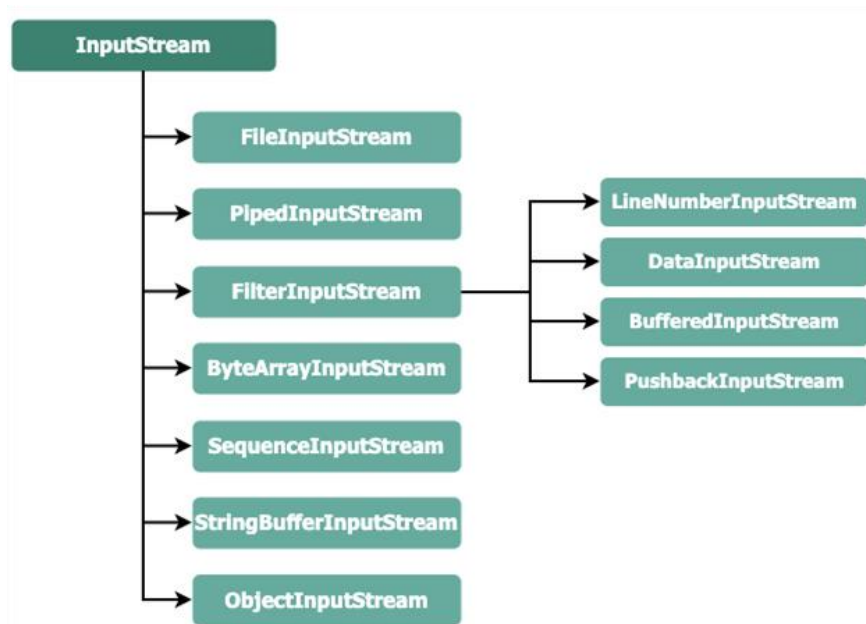 InputStream
FileInputStream
PipedInputStream
FilterInputStream
ByteArrayInputStream
SequenceInputStream
StringBufferInputStream
ObjectInputStream
LineNumberInputStream
DataInputStream
BufferedInputStream
PushbackInputStream